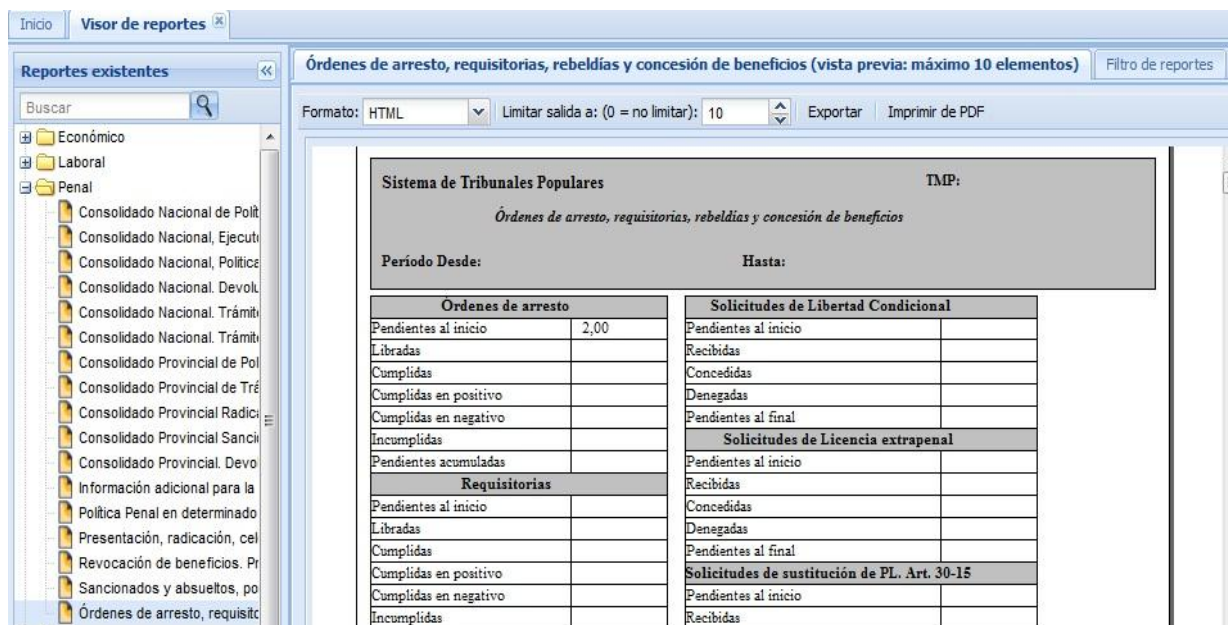 Inicio
Visor de reportes
Reportes existentes
Buscar
Económico
Laboral
Penal
Consolidado Nacional de Polít
Consolidado Nacional, Ejecut
Consolidado Nacional, Politica
Consolidado Nacional. Devolu
Consolidado Nacional. Trámit
Consolidado Nacional. Trámit
Consolidado Provincial de Pol
Consolidado Provincial de Trá
Consolidado Provincial Radica
Consolidado Provincial Sanci
Consolidado Provincial. Devo
Información adicional para la
Política Penal en determinado
Presentación, radicación, cel
Revocación de beneficios. Pr
Sancionados y absueltos, po
Órdenes de arresto, requisito
Órdenes de arresto, requisitorias, rebeldías y concesión de beneficios (vista previa: máximo 10 elementos)
Filtro de reportes
Formato: HTML Limitar salida a: (0 = no limitar): 10 Exportar Imprimir de PDF
Sistema de Tribunales Populares TMP:
Órdenes de arresto, requisitorias, rebeldías y concesión de beneficios
Período Desde: Hasta:
Órdenes de arresto
Pendientes al inicio 2,00
Libradas
Cumplidas
Cumplidas en positivo
Cumplidas en negativo
Incumplidas
Pendientes acumuladas
Requisitorias
Pendientes al inicio
Libradas
Cumplidas
Cumplidas en positivo
Cumplidas en negativo
Incumplidas
Solicitudes de Libertad Condicional
Pendientes al inicio
Recibidas
Concedidas
Denegadas
Pendientes al final
Solicitudes de Licencia extrapenal
Pendientes al inicio
Recibidas
Concedidas
Denegadas
Pendientes al final
Solicitudes de sustitución de PL. Art. 30-15
Pendientes al inicio
Recibidas